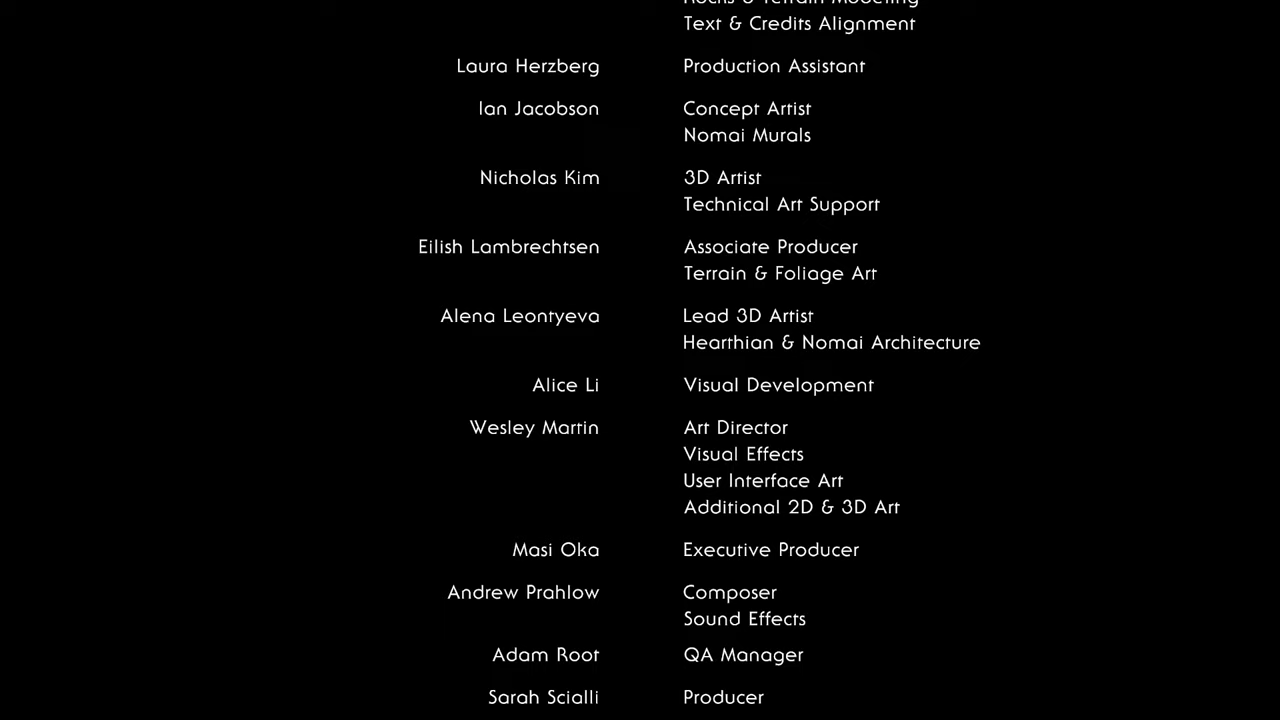 Rocks & Terrain Modeling
Text & Credits Alignment
Laura Herzberg Production Assistant
Ian Jacobson Concept Artist
Nomai Murals
Nicholas Kim 3D Artist
Technical Art Support
Eilish Lambrechtsen Associate Producer
Terrain & Foliage Art
Alena Leontyeva Lead 3D Artist
Hearthian & Nomai Architecture
Alice Li Visual Development
Wesley Martin Art Director
Visual Effects
User Interface Art
Additional 2D & 3D Art
Masi Oka Executive Producer
Andrew Prahlow Composer
Sound Effects
Adam Root QA Manager
Sarah Scialli Producer